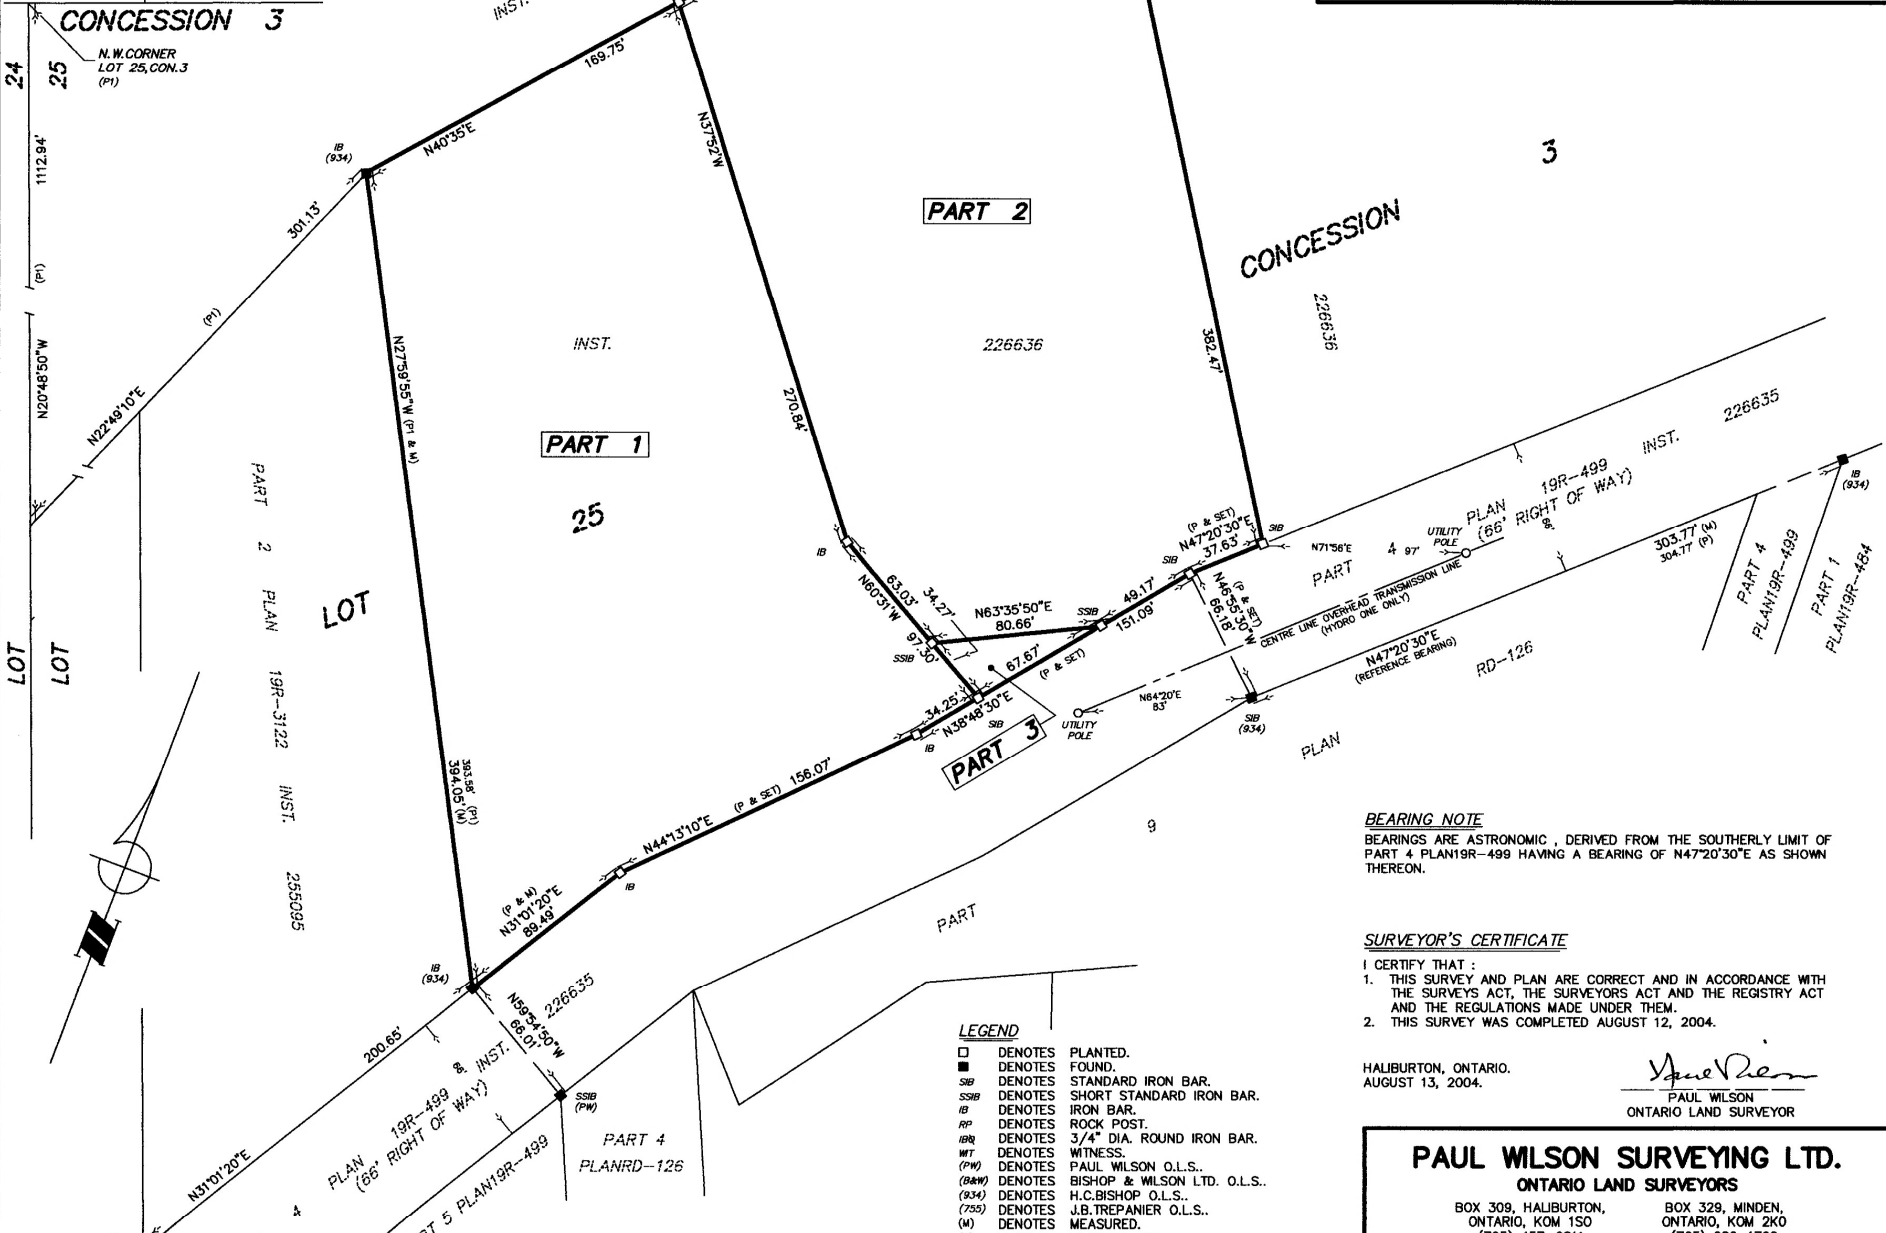 CONCESSION 3
N.W.CORNER
LOT 25,CON.3
(P1)
24
25
1112.94'
(P1)
N20°48'50"W
LOT
LOT
INST.
169.75'
N40°35'E
IB
(934)
301.13'
(P1)
N22°49'10"E
N37°52'W
270.84'
PART 2
226636
3
CONCESSION
226636
382.47'
N27°59'55"W (P1 & M)
393.58' (P1)
394.05'(M)
INST.
PART 1
25
LOT
PART 2 PLAN 19R-3122 INST. 255095
IB
63.03'
N60°31'W
34.27'
97.30'
SSIB
N63°35'50"E
80.66'
SSIB
49.17'
151.09'
67.67'
(P & SET)
SIB
(P & SET)
N47°20'30"E
37.63'
SIB
(P & SET)
N46°55'30"W
66.18'
N71°56'E
97'
4
PART
UTILITY
POLE
PLAN 19R-499 INST. 226635
(66' RIGHT OF WAY)
66'
CENTRE LINE OVERHEAD TRANSMISSION LINE
(HYDRO ONE ONLY)
303.77' (M)
304.77' (P)
IB
(934)
PART 4
PLAN19R-499
PART 1
PLAN19R-484
N47°20'30"E
(REFERENCE BEARING)
RD-126
PLAN
34.25'
N38°48'30"E
SIB
IB
PART 3
UTILITY
POLE
N64°20'E
83'
SIB
(934)
9
PART
(P & SET) 156.07'
N44°13'10"E
IB
(P & M)
N31°01'20"E
89.49'
IB
(934)
N59°54'50"W
66.01'
226635
INST.
66'
200.65'
19R-499
PLAN
(66' RIGHT OF WAY)
N31°01'20"E
4
SSIB
(PW)
PART 4
PLANRD-126
5 PLAN19R-499
BEARING NOTE
BEARINGS ARE ASTRONOMIC , DERIVED FROM THE SOUTHERLY LIMIT OF
PART 4 PLAN19R-499 HAVING A BEARING OF N47°20'30"E AS SHOWN
THEREON.
SURVEYOR'S CERTIFICATE
I CERTIFY THAT :
1. THIS SURVEY AND PLAN ARE CORRECT AND IN ACCORDANCE WITH
THE SURVEYS ACT, THE SURVEYORS ACT AND THE REGISTRY ACT
AND THE REGULATIONS MADE UNDER THEM.
2. THIS SURVEY WAS COMPLETED AUGUST 12, 2004.
HALIBURTON, ONTARIO.
AUGUST 13, 2004.
PAUL WILSON
ONTARIO LAND SURVEYOR
LEGEND
DENOTES PLANTED.
DENOTES FOUND.
SIB DENOTES STANDARD IRON BAR.
SSIB DENOTES SHORT STANDARD IRON BAR.
IB DENOTES IRON BAR.
RP DENOTES ROCK POST.
IBØ DENOTES 3/4" DIA. ROUND IRON BAR.
WT DENOTES WITNESS.
(PW) DENOTES PAUL WILSON O.L.S..
(B&W) DENOTES BISHOP & WILSON LTD. O.L.S..
(934) DENOTES H.C.BISHOP O.L.S..
(755) DENOTES J.B.TREPANIER O.L.S..
(M) DENOTES MEASURED.
PAUL WILSON SURVEYING LTD.
ONTARIO LAND SURVEYORS
BOX 309, HALIBURTON,
ONTARIO, K0M 1S0
BOX 329, MINDEN,
ONTARIO, K0M 2K0